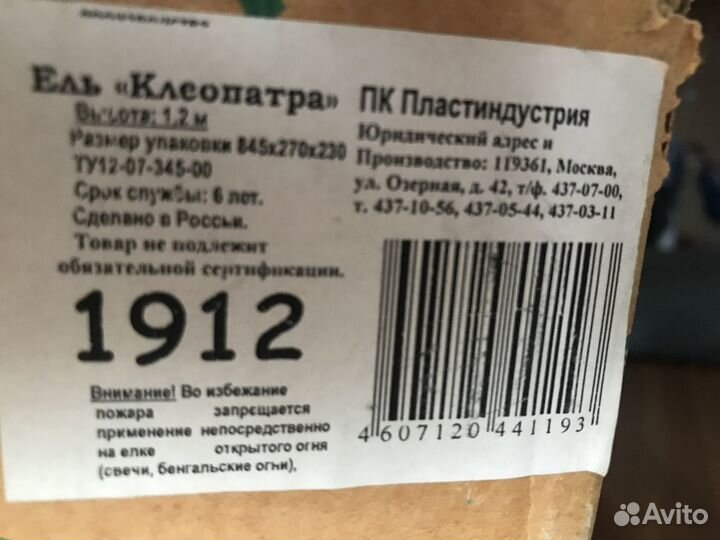 Ель «Клеопатра»
Высота: 1,2 м
Размер упаковки 845х270х230
ТУ12-07-345-00
Срок службы: 6 лет.
Сделано в России.
Товар не подлежит
обязательной сертификации.
1912
Внимание! Во избежание
пожара запрещается
применение непосредственно
на елке открытого огня
(свечи, бенгальские огни),
ПК Пластиндустрия
Юридический адрес и
Производство: 119361, Москва,
ул. Озерная, д. 42, т/ф. 437-07-00,
т. 437-10-56, 437-05-44, 437-03-11
4 607120 441193
Avito